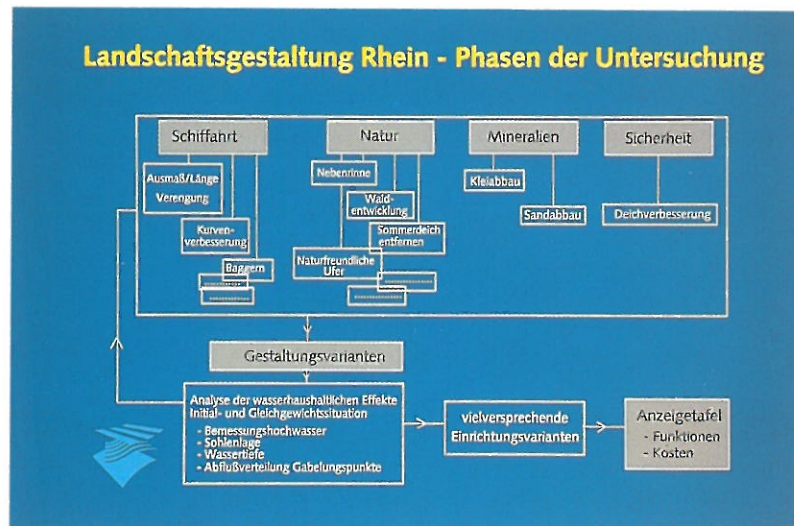 Landschaftsgestaltung Rhein - Phasen der Untersuchung
Schiffahrt
Natur
Mineralien
Sicherheit
Ausmaß/Länge
Verengung
Kurven-
verbesserung
Baggern
Nebenrinne
Wald-
entwicklung
Sommerdeich
entfernen
Naturfreundliche
Ufer
Kleiabbau
Sandabbau
Deichverbesserung
Gestaltungsvarianten
Analyse der wasserhaushaltlichen Effekte
Initial- und Gleichgewichtssituation
- Bemessungshochwasser
- Sohlenlage
- Wassertiefe
- Abflußverteilung Gabelungspunkte
vielversprechende
Einrichtungsvarianten
Anzeigetafel
- Funktionen
- Kosten